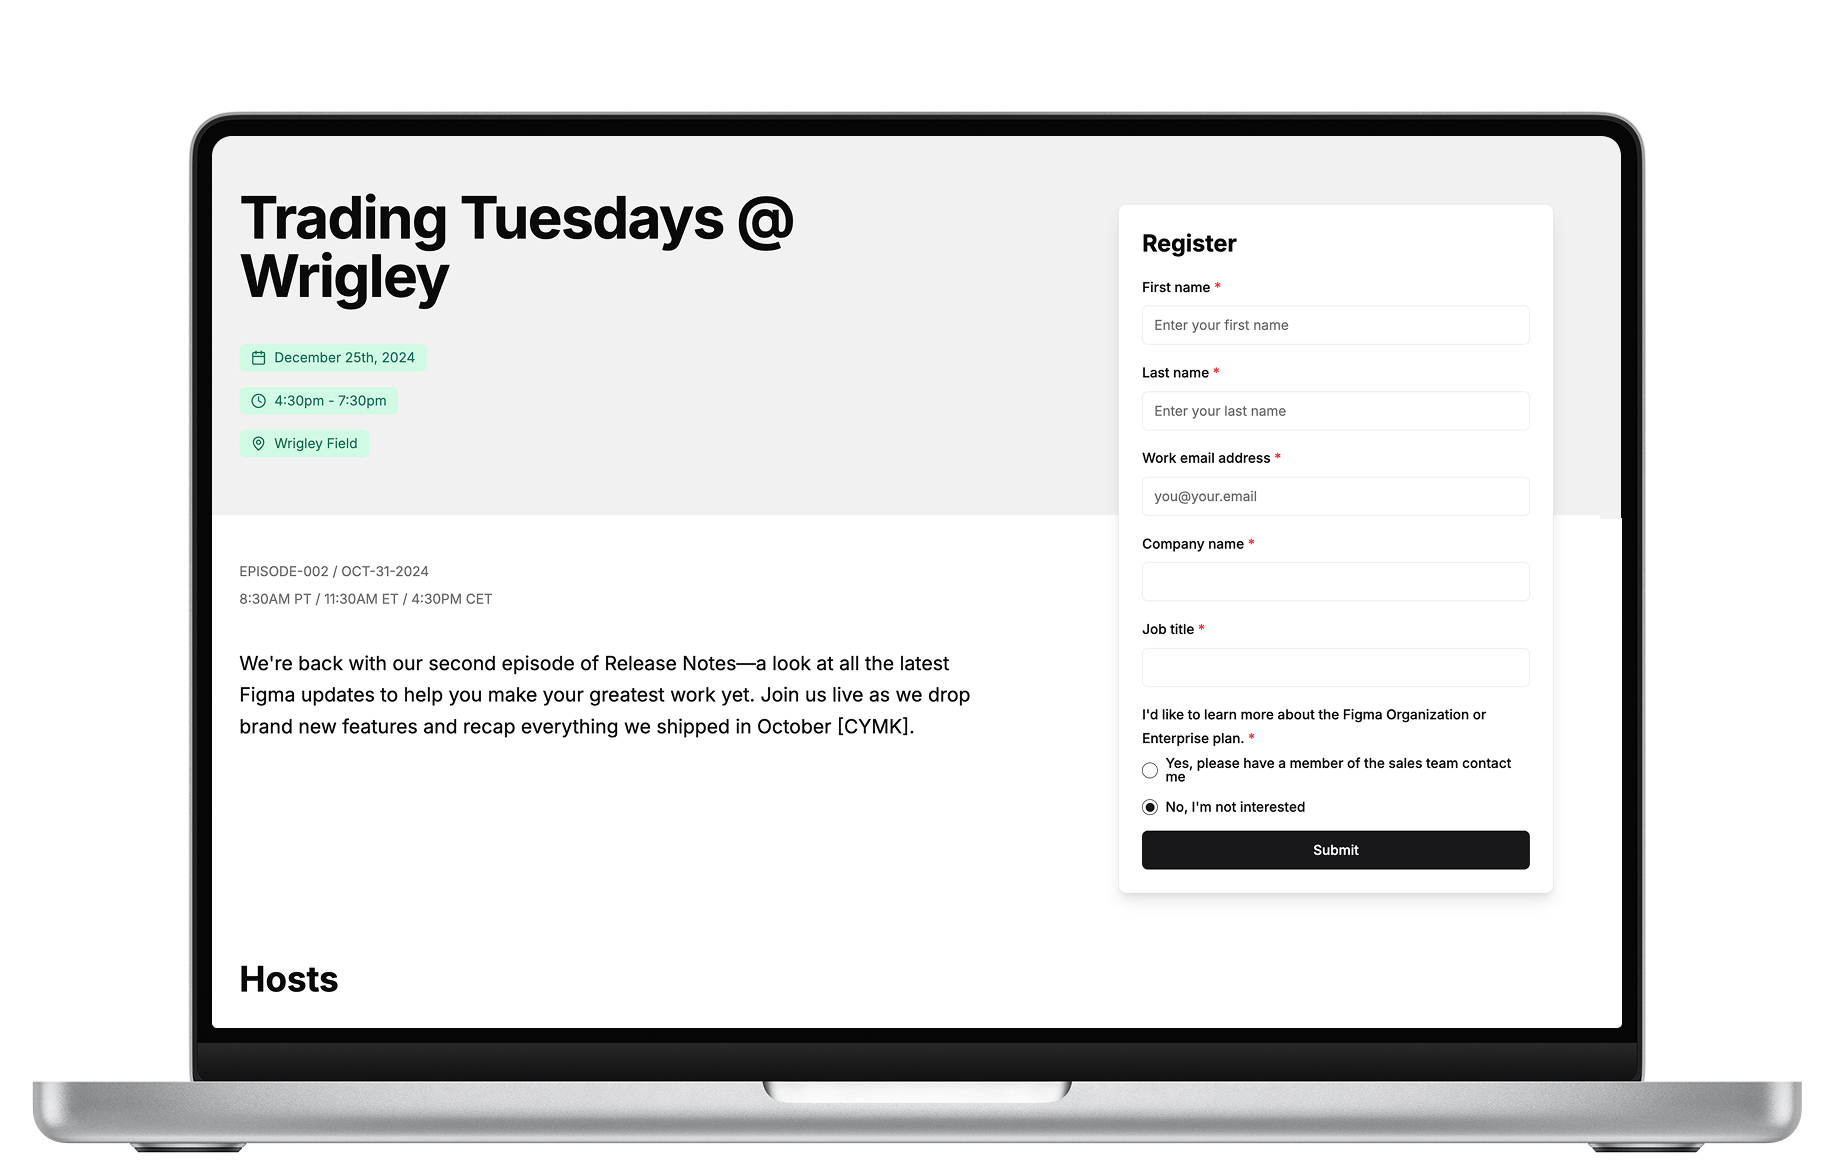 Trading Tuesdays @
Wrigley
December 25th, 2024
4:30pm - 7:30pm
Wrigley Field
EPISODE-002 / OCT-31-2024
8:30AM PT / 11:30AM ET / 4:30PM CET
We're back with our second episode of Release Notes—a look at all the latest
Figma updates to help you make your greatest work yet. Join us live as we drop
brand new features and recap everything we shipped in October [CYMK].
Hosts
Register
First name *
Enter your first name
Last name *
Enter your last name
Work email address *
you@your.email
Company name *
Job title *
I'd like to learn more about the Figma Organization or
Enterprise plan. *
Yes, please have a member of the sales team contact
me
No, I'm not interested
Submit